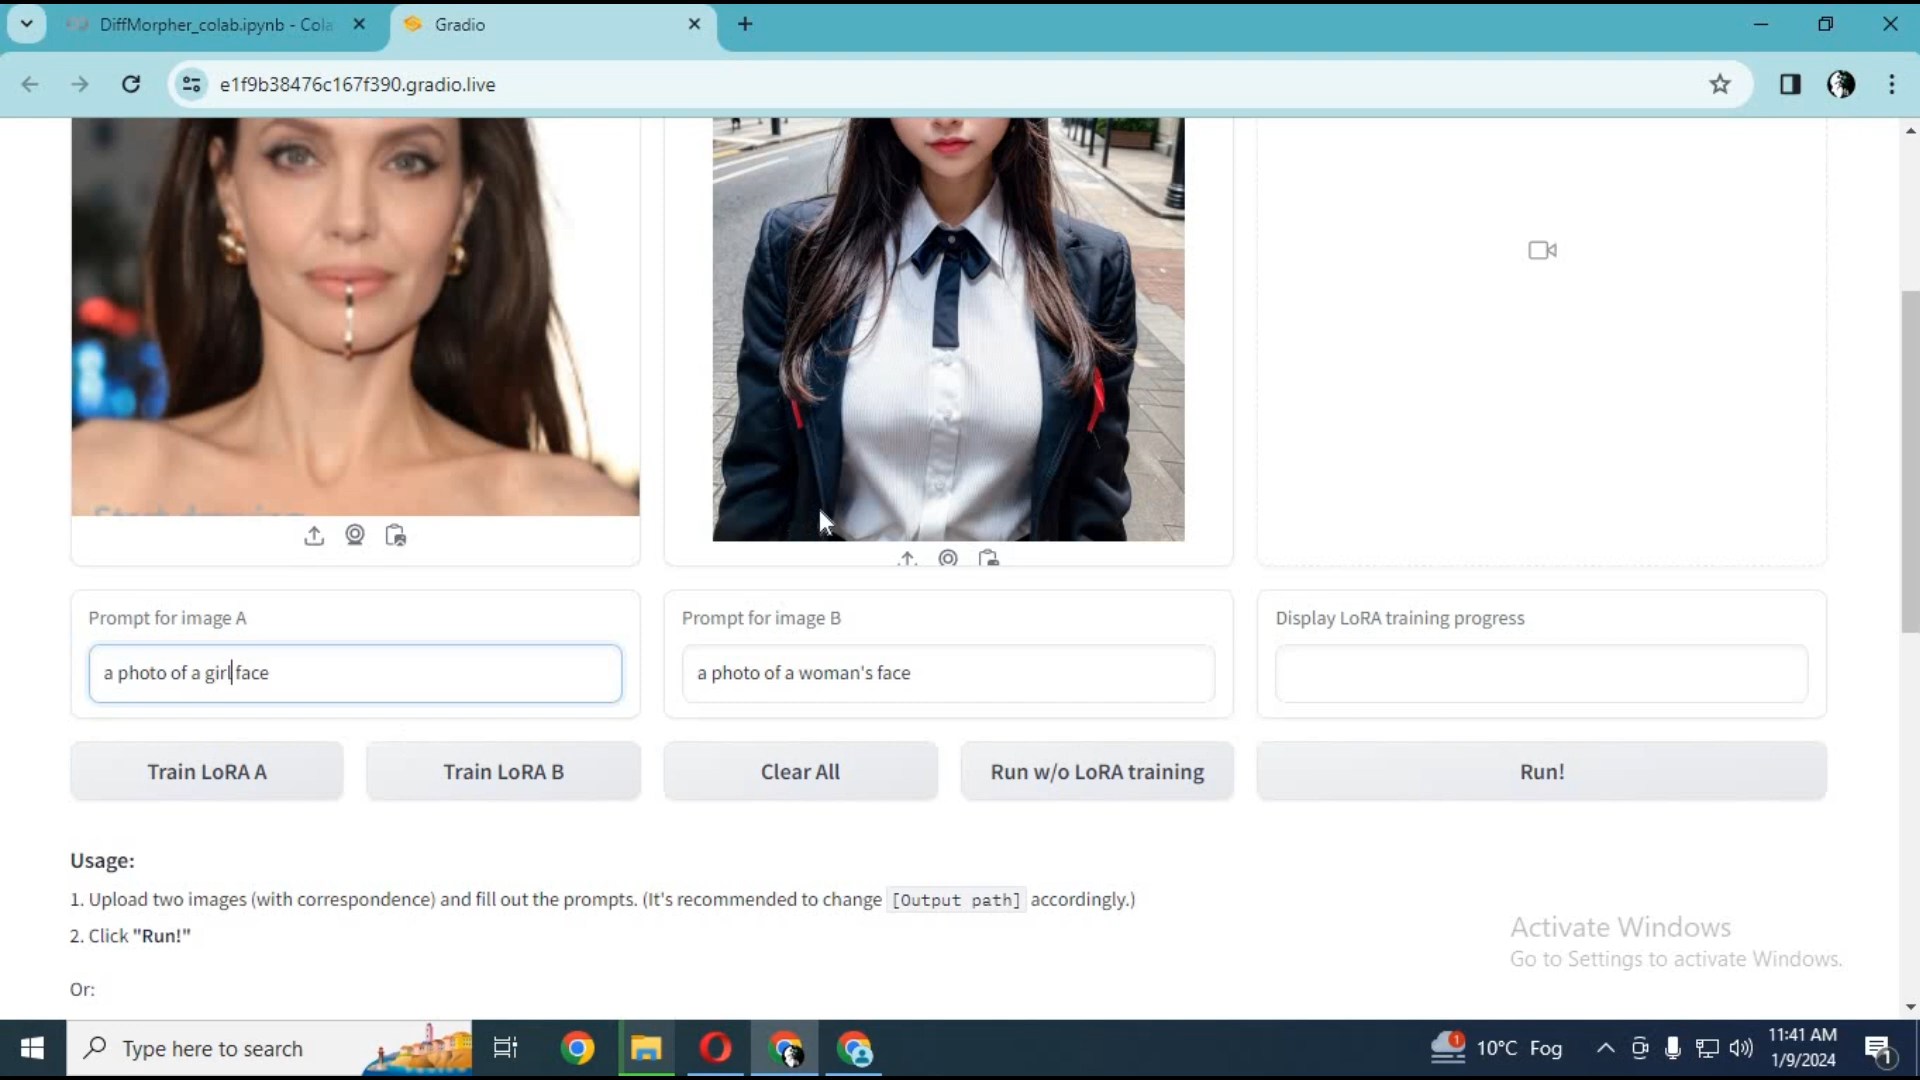 DiffMorpher_colab.ipynb - Cola
Gradio
e1f9b38476c167f390.gradio.live
Start drawing
Prompt for image A
a photo of a girl face
Prompt for image B
a photo of a woman's face
Display LoRA training progress
Train LoRA A
Train LoRA B
Clear All
Run w/o LoRA training
Run!
Usage:
1. Upload two images (with correspondence) and fill out the prompts. (It's recommended to change [Output path] accordingly.)
2. Click "Run!"
Or:
Activate Windows
Go to Settings to activate Windows.
Type here to search
1
10°C Fog
11:41 AM
1/9/2024
1